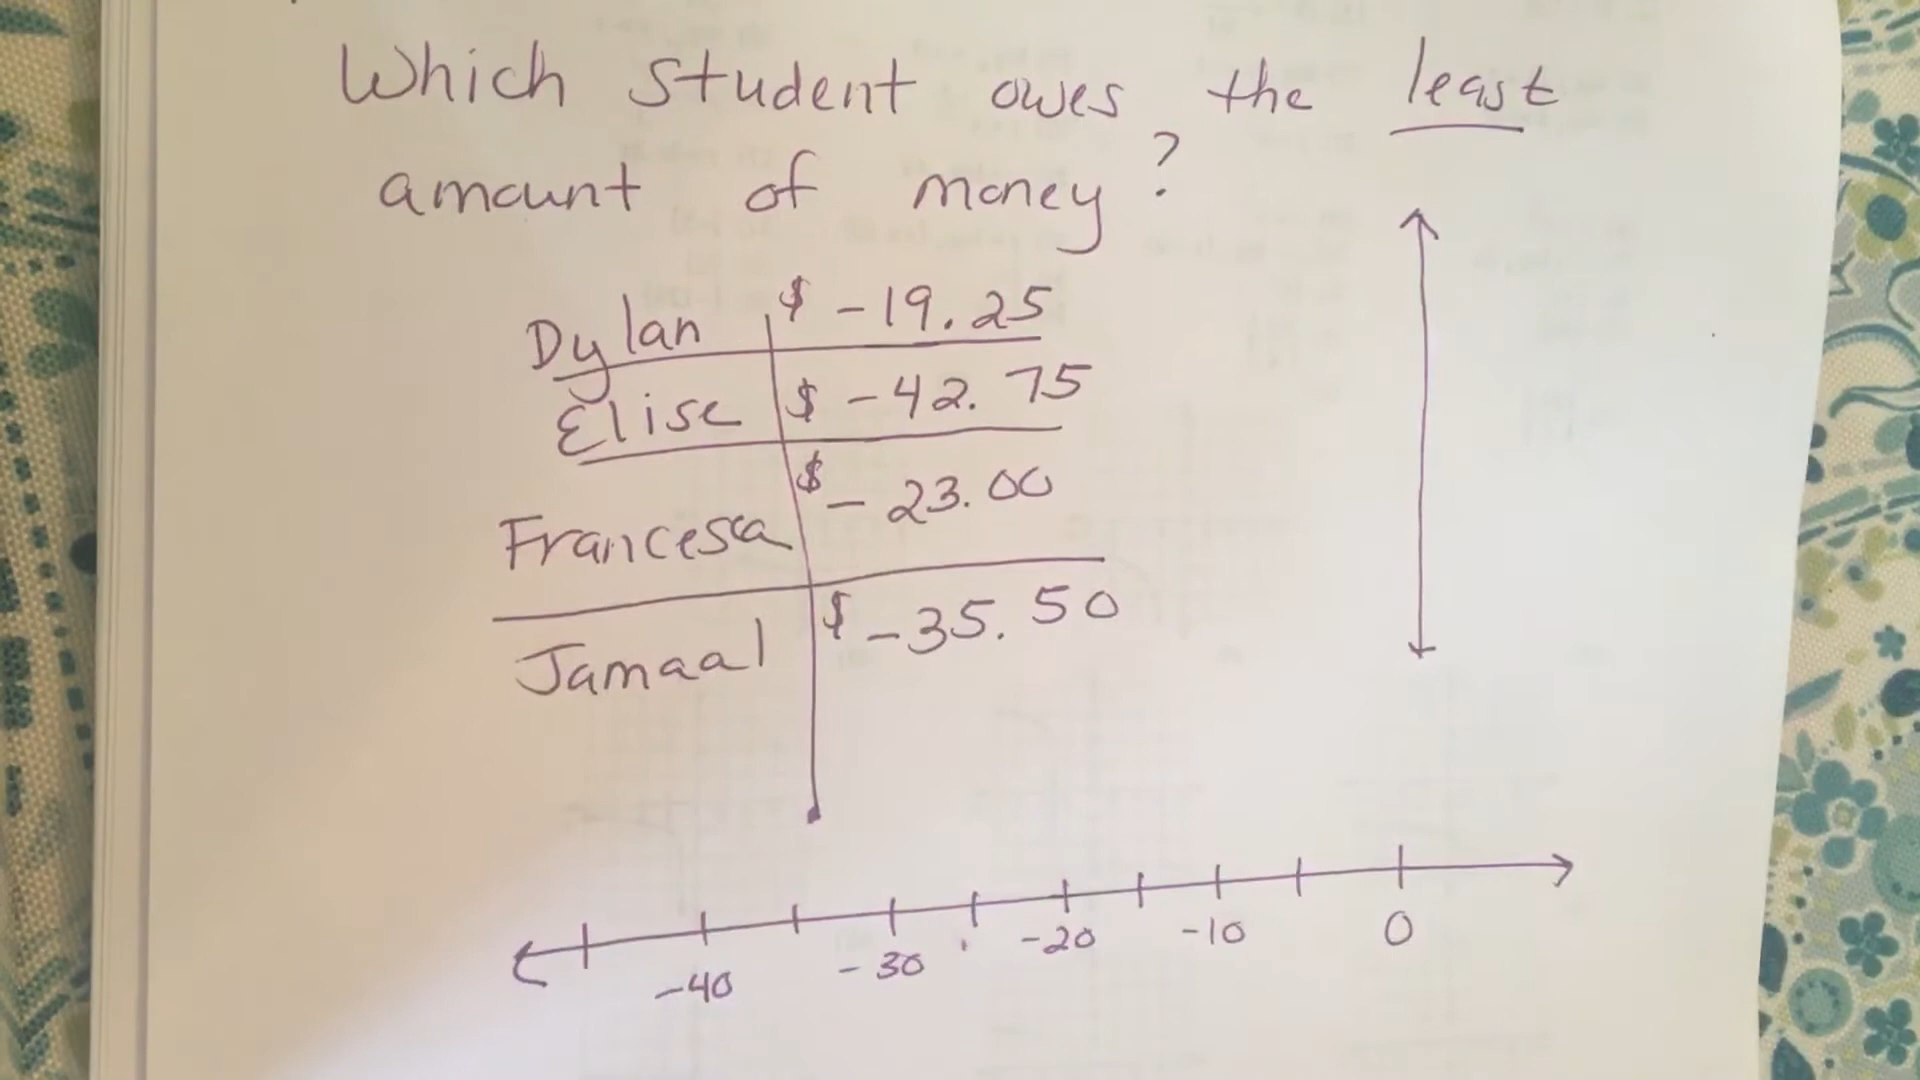 Which student owes the least
amount of money?
Dylan $ -19.25
Elise $ -42.75
Francesca $ -23.00
Jamaal $ -35.50
-40 -30 -20 -10 0